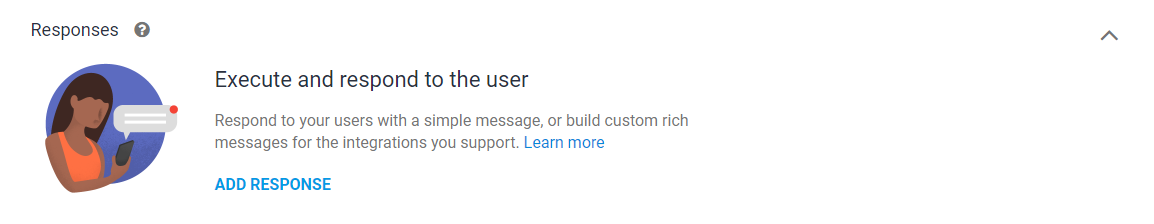 Responses ?
Execute and respond to the user
Respond to your users with a simple message, or build custom rich
messages for the integrations you support. Learn more
ADD RESPONSE